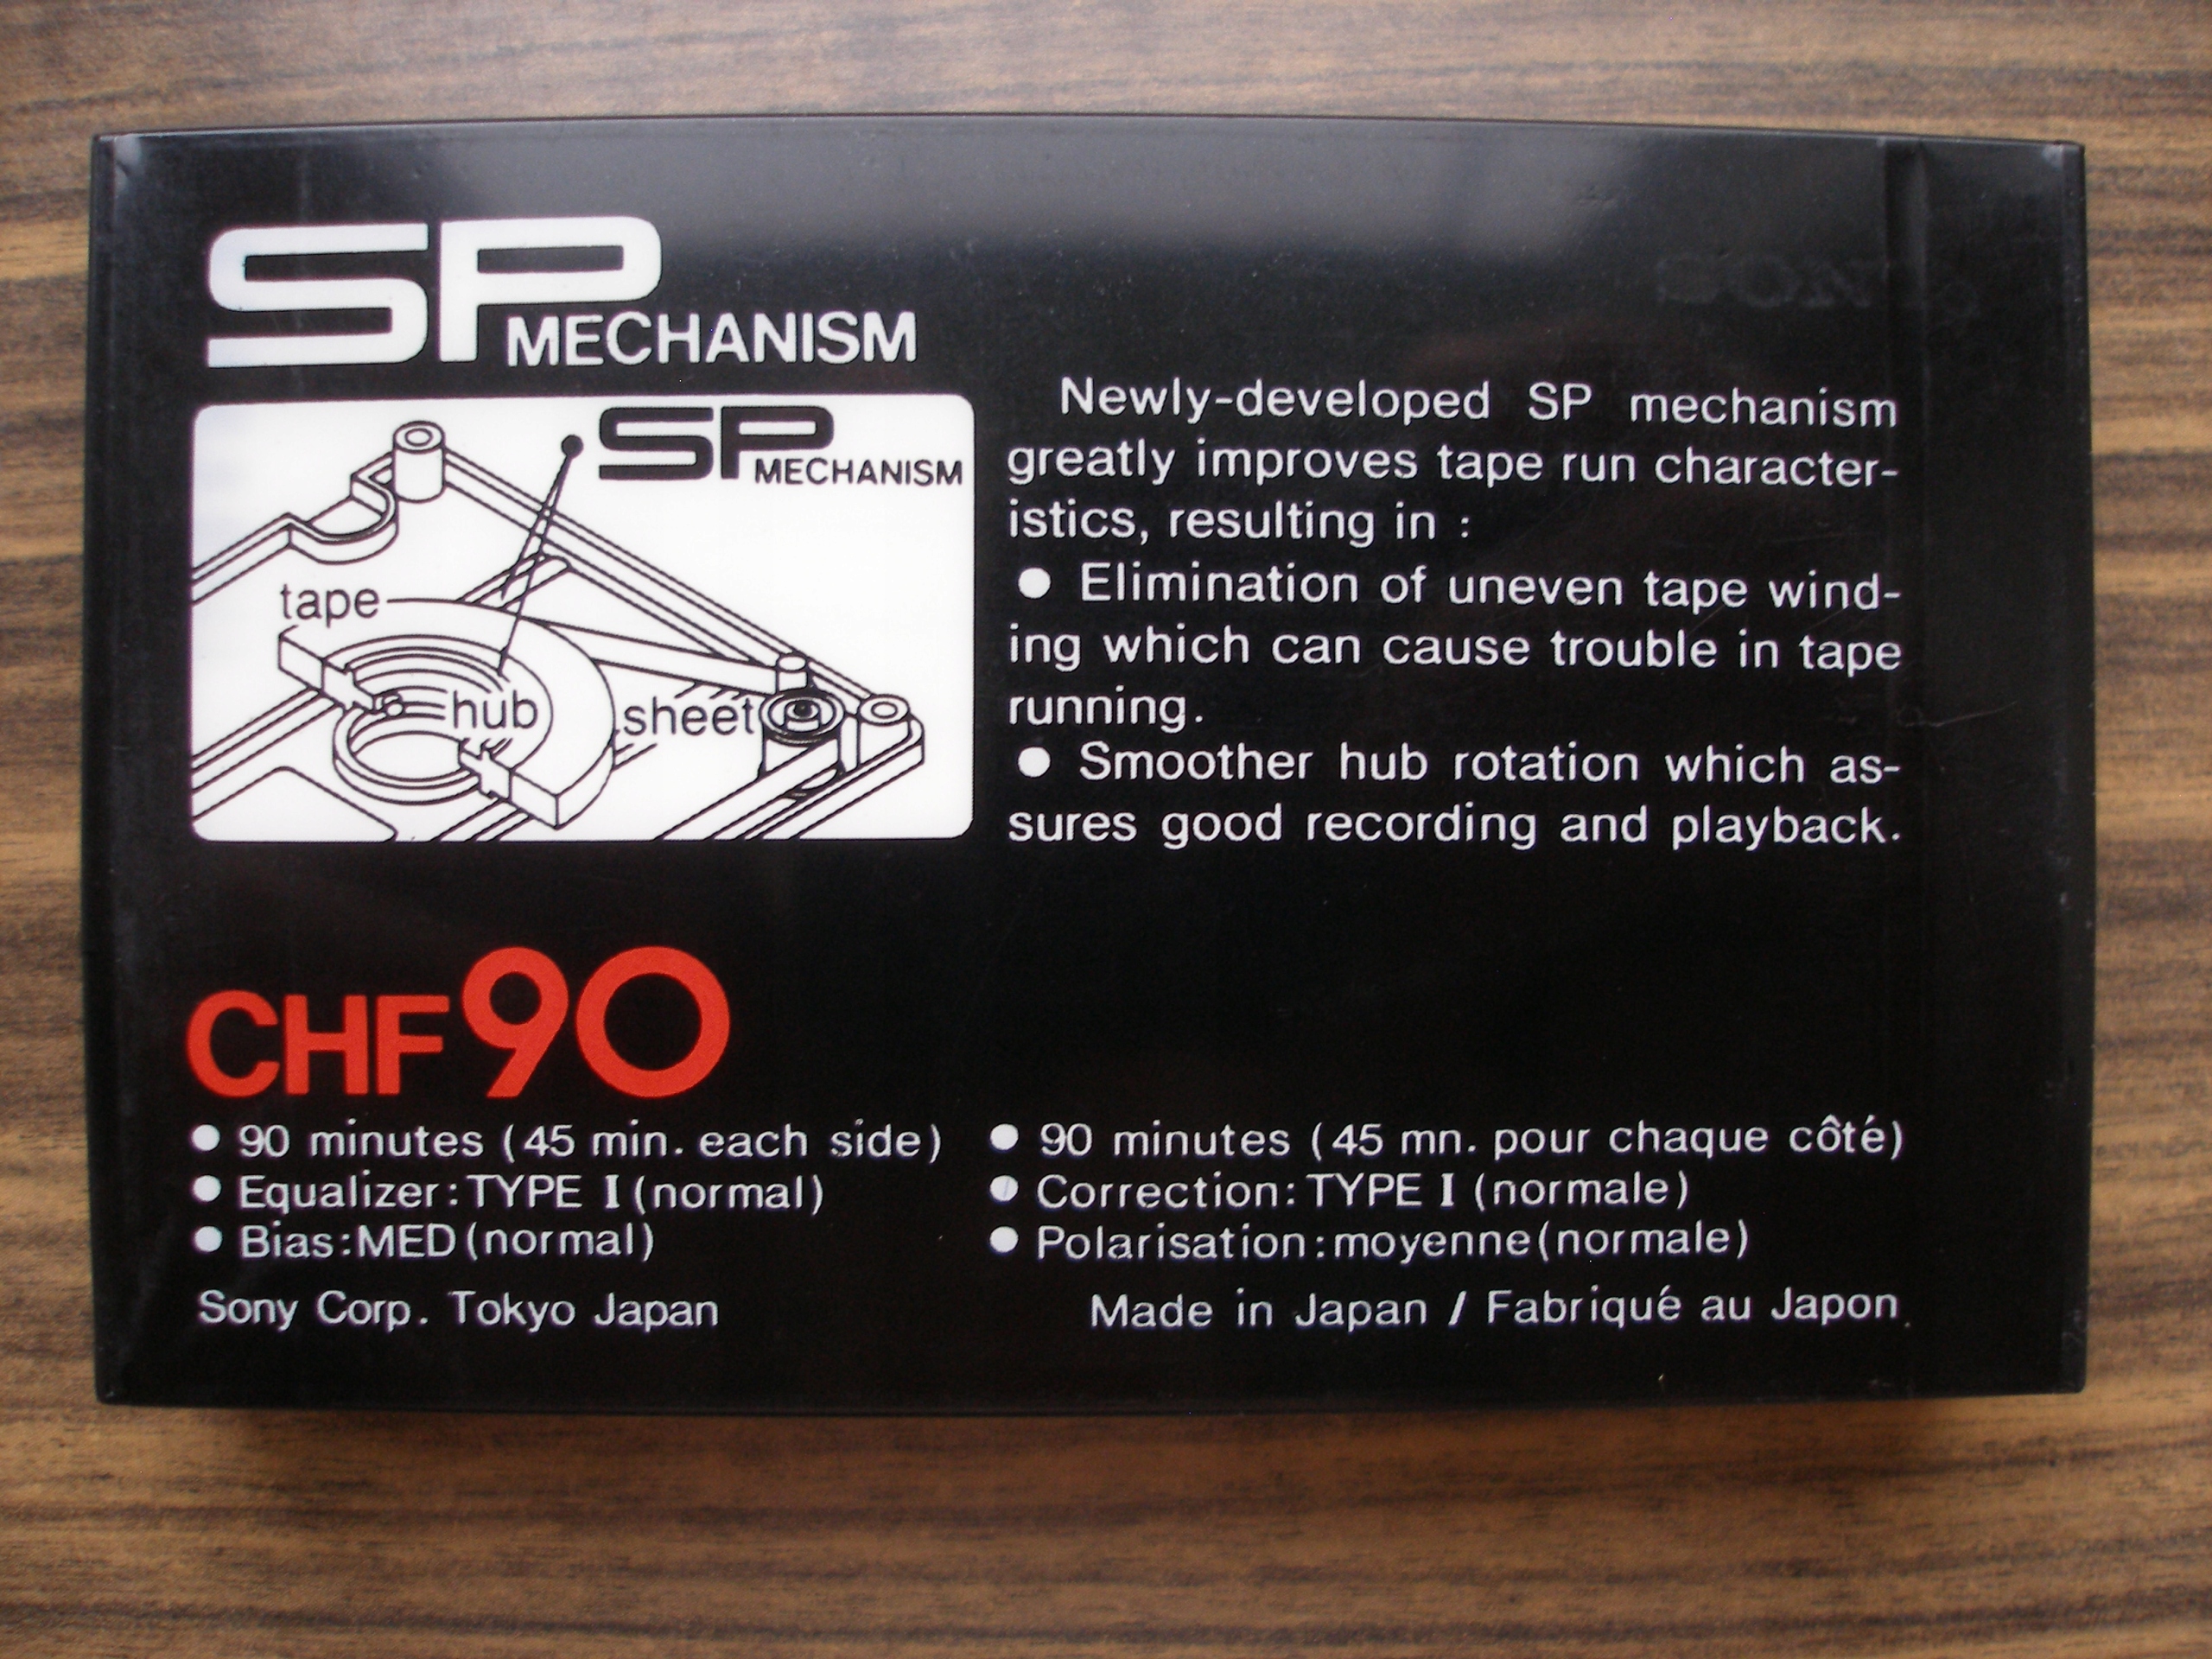 SP MECHANISM
SP MECHANISM
tape
hub
sheet
Newly-developed SP mechanism
greatly improves tape run character-
istics, resulting in :
● Elimination of uneven tape wind-
ing which can cause trouble in tape
running.
● Smoother hub rotation which as-
sures good recording and playback.
CHF90
● 90 minutes (45 min. each side)
● Equalizer: TYPE I (normal)
● Bias: MED (normal)
● 90 minutes (45 mn. pour chaque côté)
● Correction: TYPE I (normale)
● Polarisation: moyenne (normale)
Sony Corp. Tokyo Japan
Made in Japan / Fabriqué au Japon